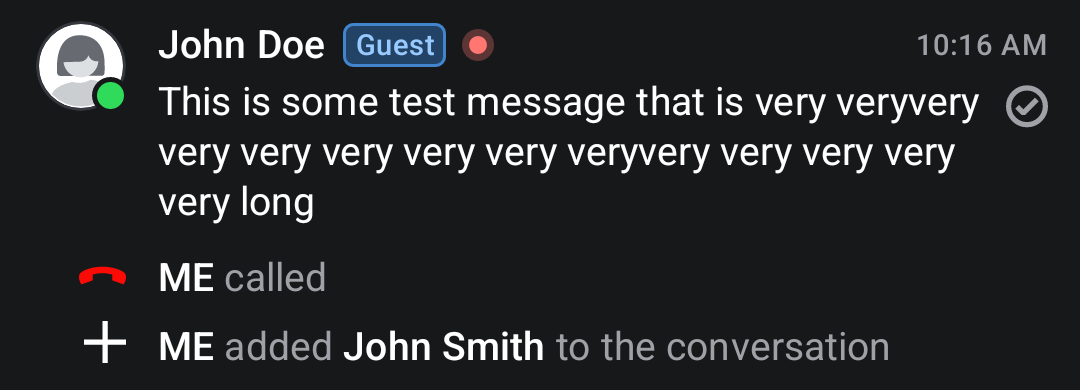 John Doe Guest 10:16 AM
This is some test message that is very veryvery
very very very very very veryvery very very very
very long
ME called
ME added John Smith to the conversation